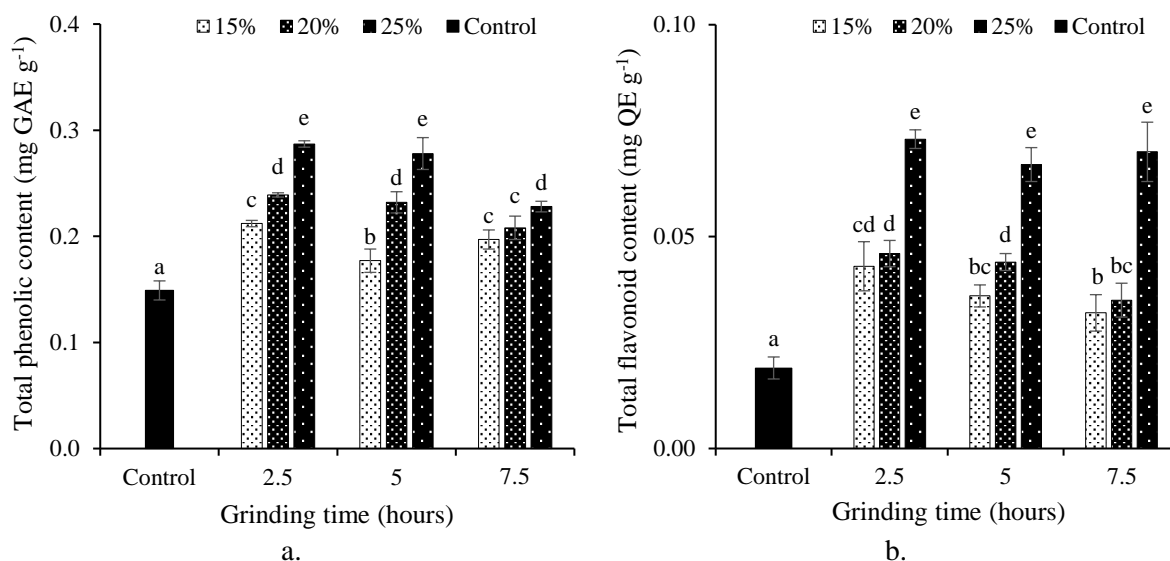 Total phenolic content (mg GAE g⁻¹)
0.4
0.3
0.2
0.1
0.0
15% 20% 25% Control
a
c
d
e
b
d
e
c
c
d
Control 2.5 5 7.5
Grinding time (hours)
a.
Total flavonoid content (mg QE g⁻¹)
0.10
0.05
0.00
15% 20% 25% Control
a
cd
d
e
bc
d
e
b
bc
e
Control 2.5 5 7.5
Grinding time (hours)
b.